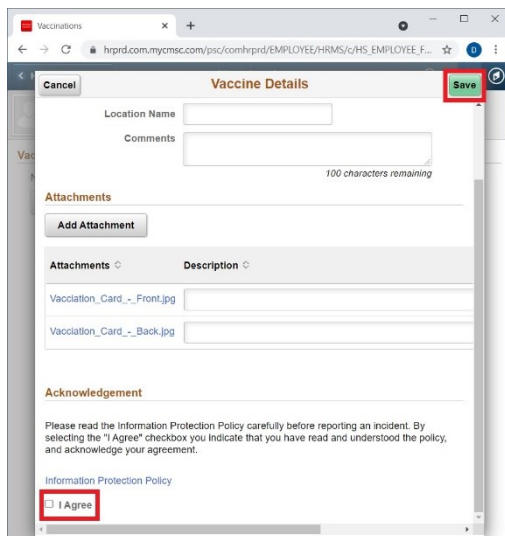 Vaccinations
hrprd.com.mycmsc.com/psc/comhrprd/EMPLOYEE/HRMS/c/HS_EMPLOYEE_F...
D
Cancel
Vaccine Details
Save
Vac
Location Name
Comments
100 characters remaining
Attachments
Add Attachment
Attachments
Description
Vacciation_Card_-_Front.jpg
Vacciation_Card_-_Back.jpg
Acknowledgement
Please read the Information Protection Policy carefully before reporting an incident. By
selecting the "I Agree" checkbox you indicate that you have read and understood the policy,
and acknowledge your agreement.
Information Protection Policy
I Agree